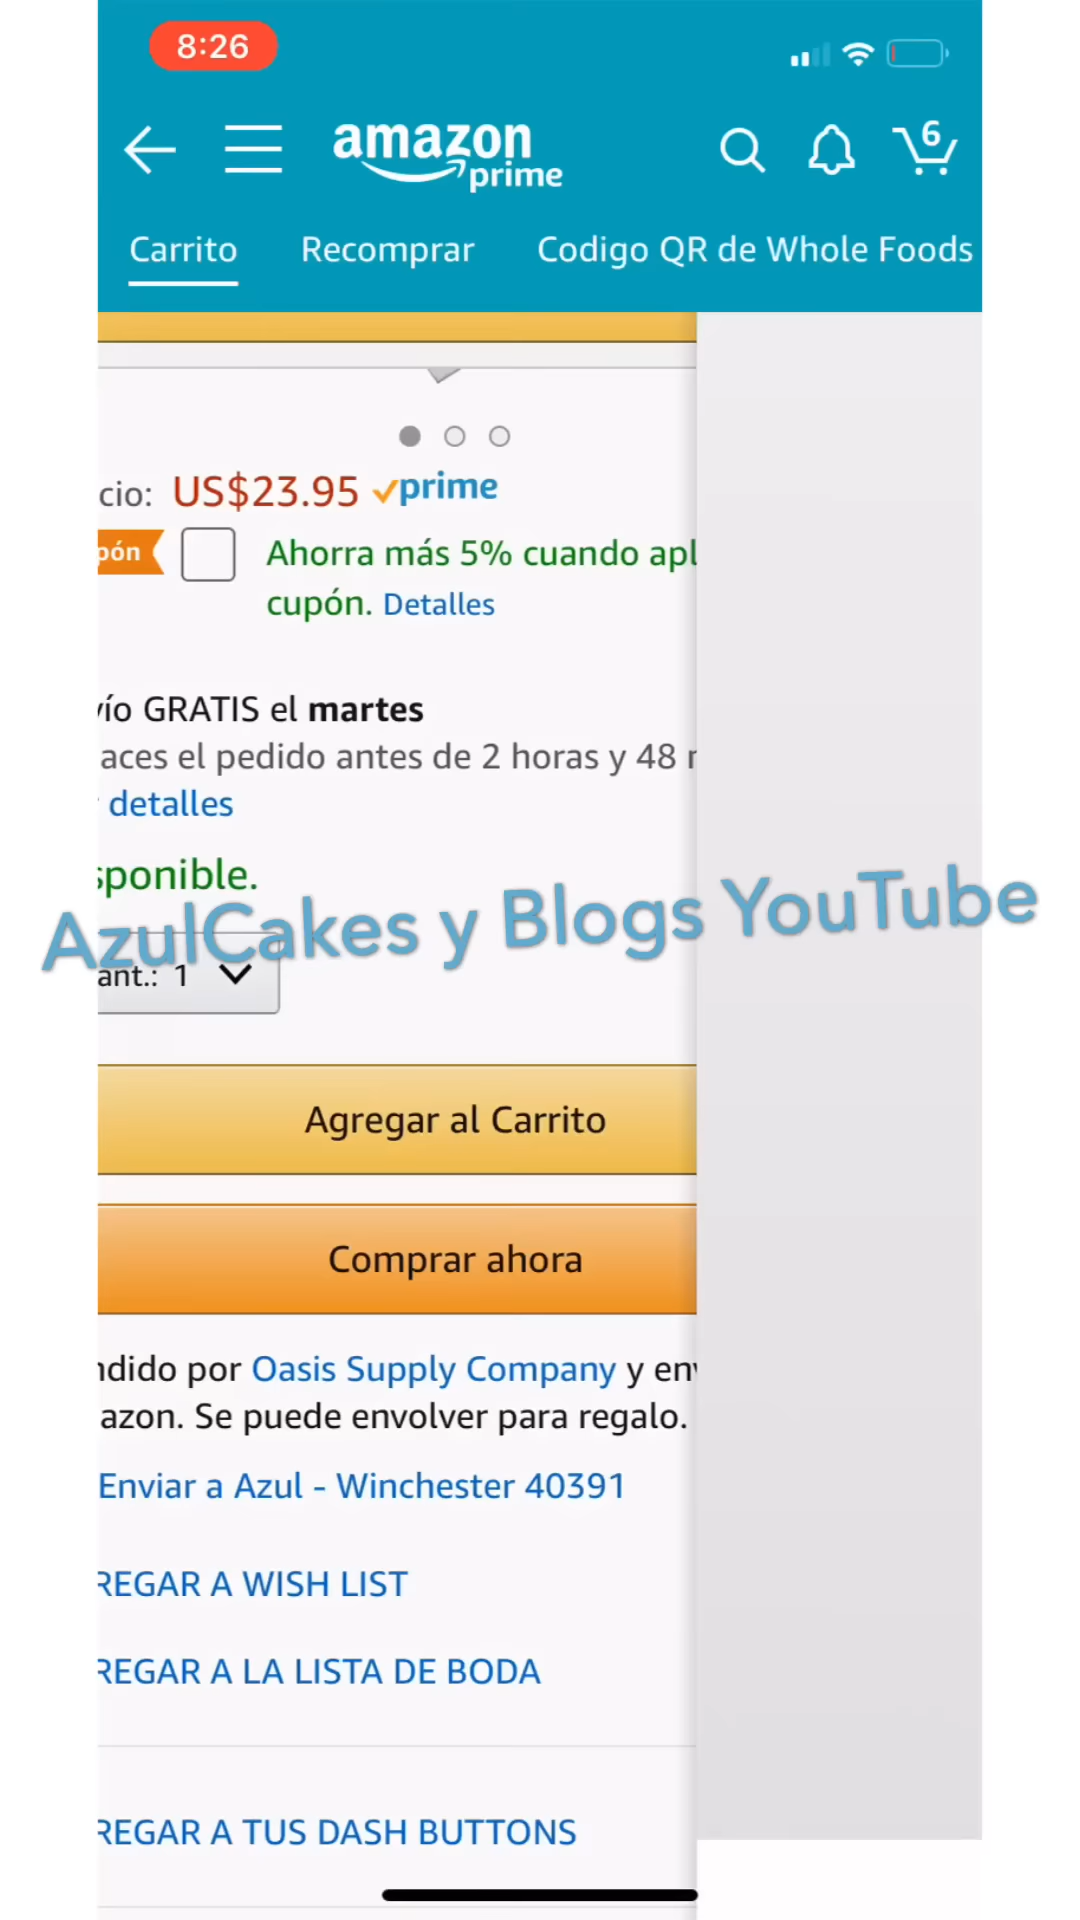 8:26
amazon
prime
6
Carrito Recomprar Codigo QR de Whole Foods
cio: US$23.95 prime
pón Ahorra más 5% cuando apl
cupón. Detalles
ío GRATIS el martes
aces el pedido antes de 2 horas y 48
detalles
sponible.
AzulCakes y Blogs YouTube
ant.: 1
Agregar al Carrito
Comprar ahora
ndido por Oasis Supply Company y env
azon. Se puede envolver para regalo.
Enviar a Azul - Winchester 40391
REGAR A WISH LIST
REGAR A LA LISTA DE BODA
REGAR A TUS DASH BUTTONS